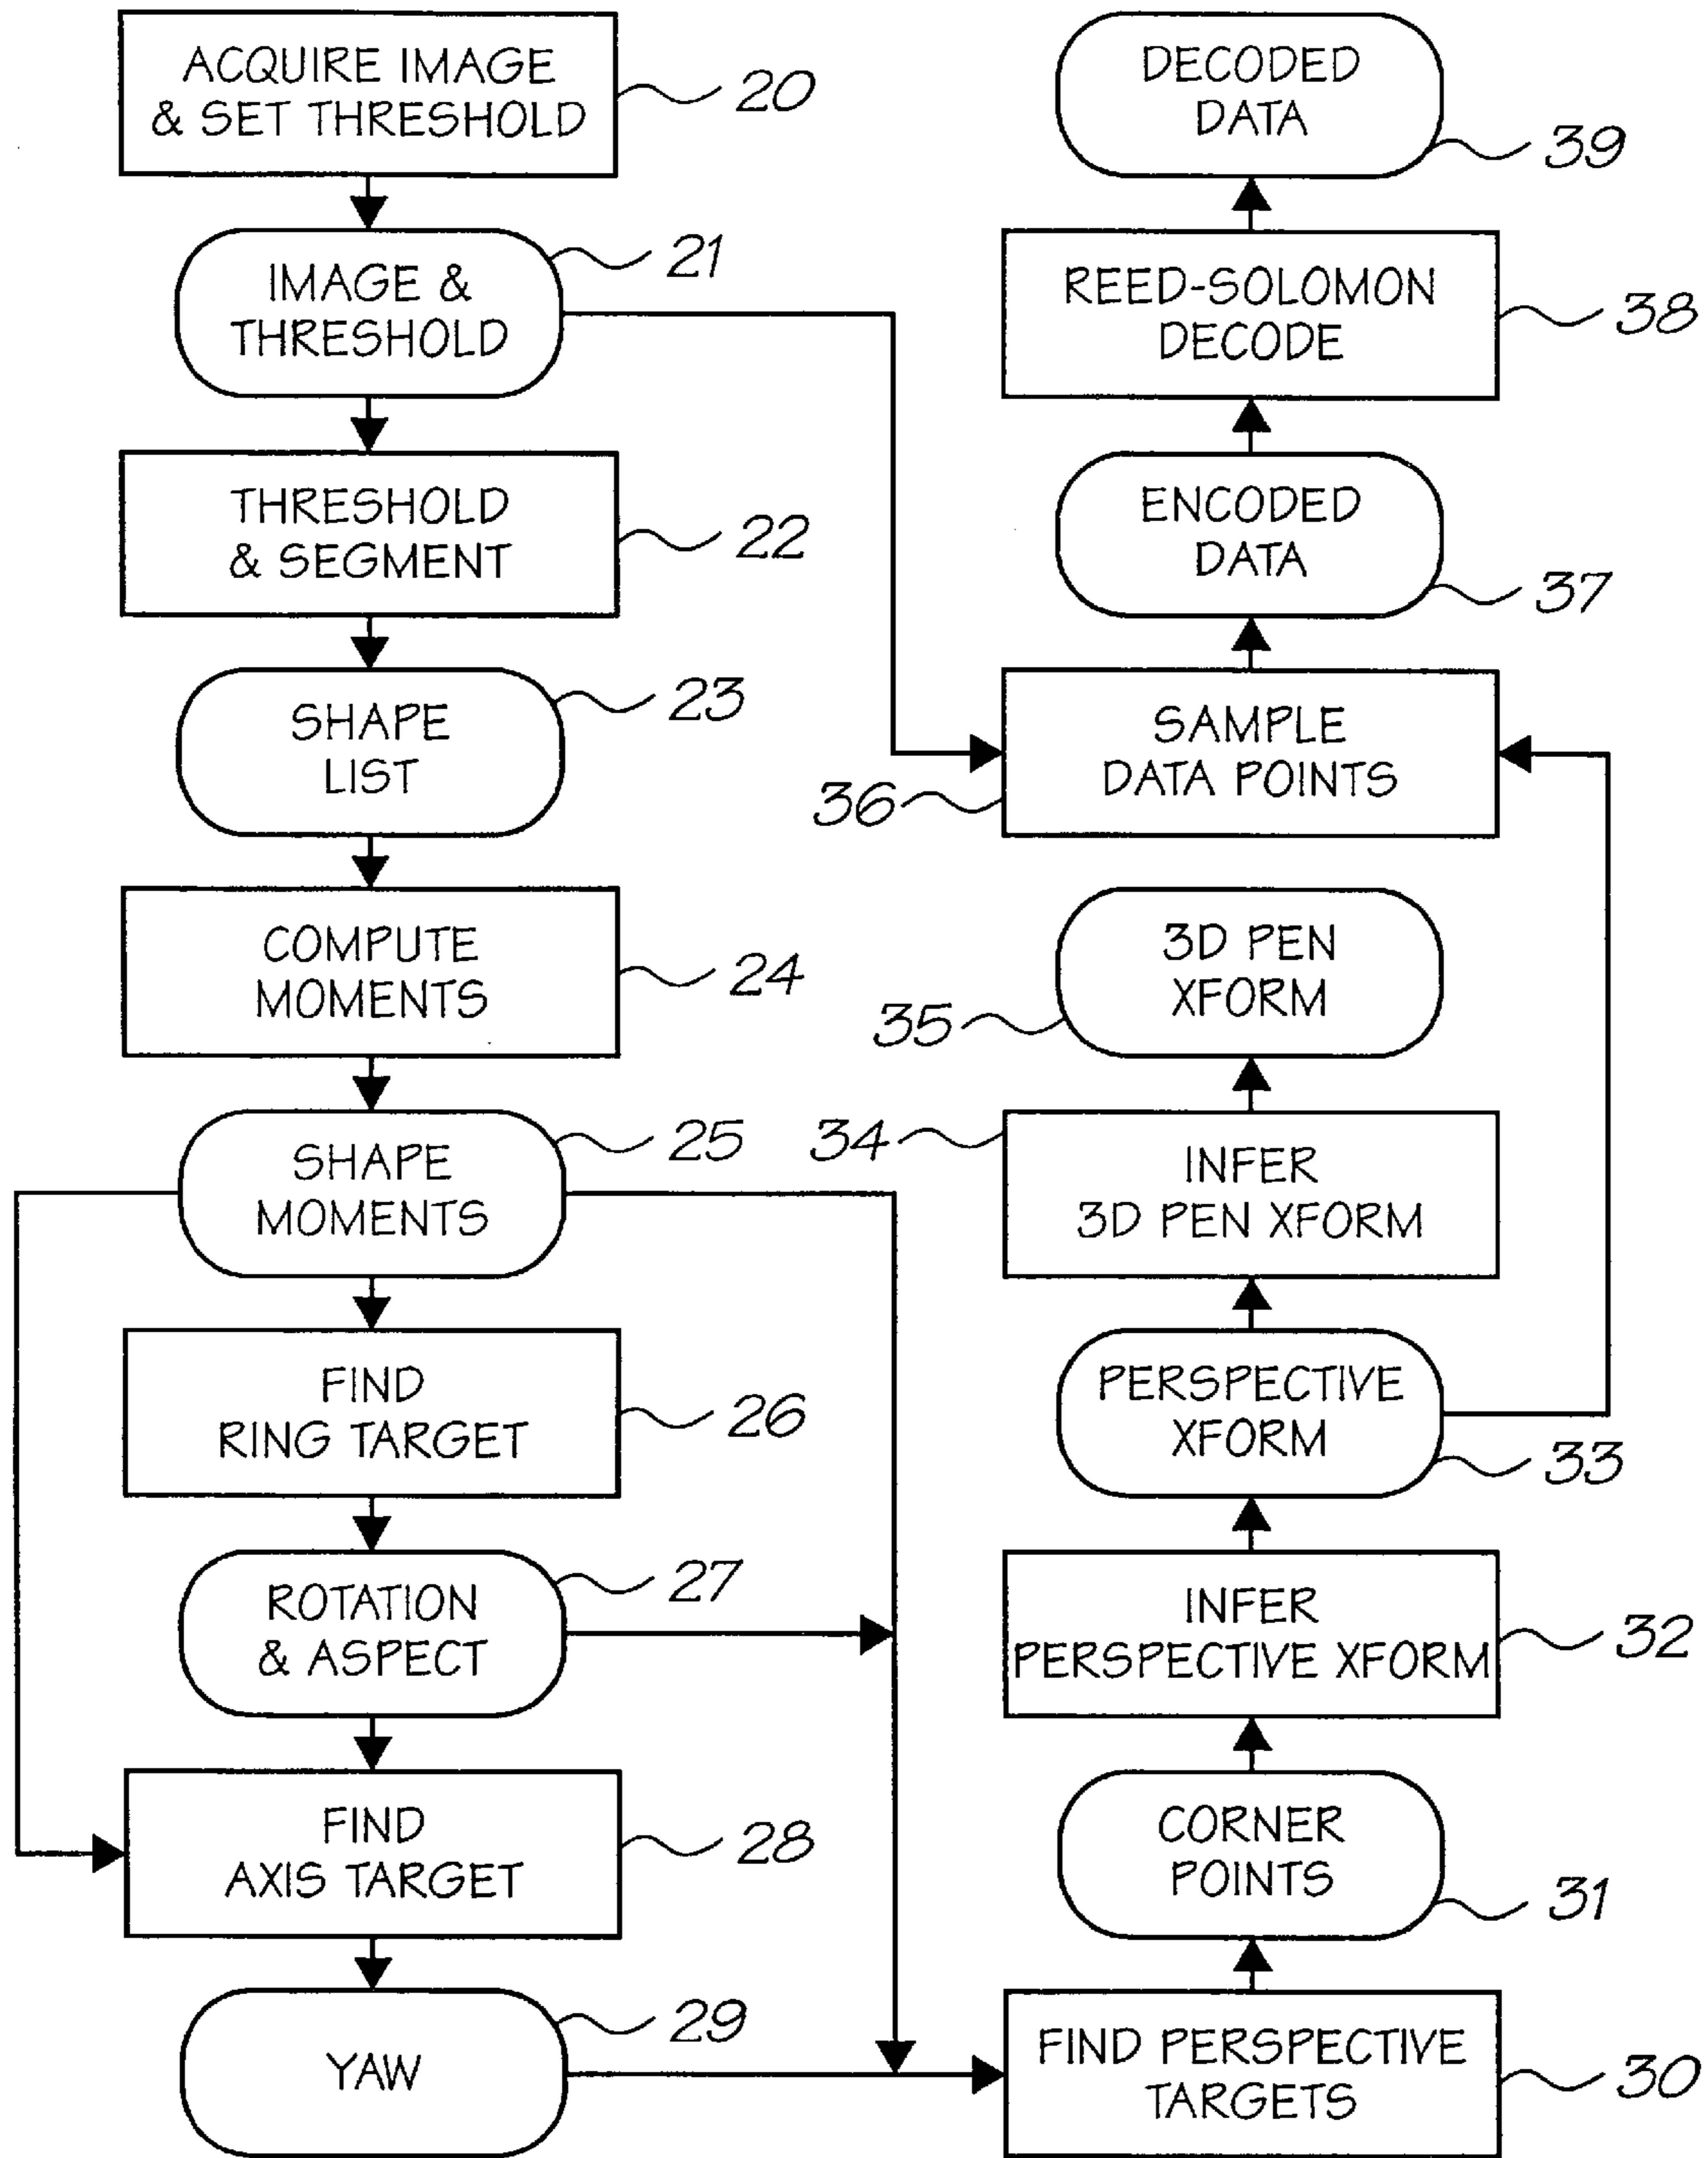 ACQUIRE IMAGE
& SET THRESHOLD
20
IMAGE &
THRESHOLD
21
THRESHOLD
& SEGMENT
22
SHAPE
LIST
23
COMPUTE
MOMENTS
24
SHAPE
MOMENTS
25
FIND
RING TARGET
26
ROTATION
& ASPECT
27
FIND
AXIS TARGET
28
YAW
29
DECODED
DATA
39
REED-SOLOMON
DECODE
38
ENCODED
DATA
37
SAMPLE
DATA POINTS
36
3D PEN
XFORM
35
34
INFER
3D PEN XFORM
PERSPECTIVE
XFORM
33
INFER
PERSPECTIVE XFORM
32
CORNER
POINTS
31
FIND PERSPECTIVE
TARGETS
30